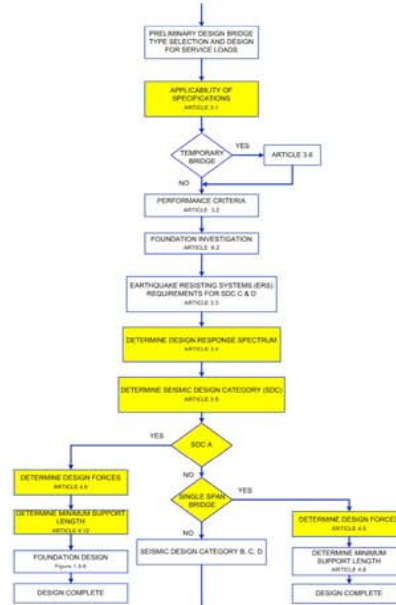 PRELIMINARY DESIGN BRIDGE
TYPE SELECTION AND DESIGN
FOR SERVICE LOADS
APPLICABILITY OF
SPECIFICATIONS
ARTICLE 3.1
TEMPORARY
BRIDGE
YES
ARTICLE 3.6
NO
PERFORMANCE CRITERIA
ARTICLE 3.2
FOUNDATION INVESTIGATION
ARTICLE 6.2
EARTHQUAKE RESISTING SYSTEMS (ERS)
REQUIREMENTS FOR SDC C & D
ARTICLE 3.3
DETERMINE DESIGN RESPONSE SPECTRUM
ARTICLE 3.4
DETERMINE SEISMIC DESIGN CATEGORY (SDC)
ARTICLE 3.5
YES
SDC A
DETERMINE DESIGN FORCES
ARTICLE 4.6
NO
DETERMINE MINIMUM SUPPORT
LENGTH
ARTICLE 4.12
SINGLE SPAN
BRIDGE
YES
DETERMINE DESIGN FORCES
ARTICLE 4.5
NO
FOUNDATION DESIGN
SEISMIC DESIGN CATEGORY B, C, D
DETERMINE MINIMUM
SUPPORT LENGTH
DESIGN COMPLETE
DESIGN COMPLETE